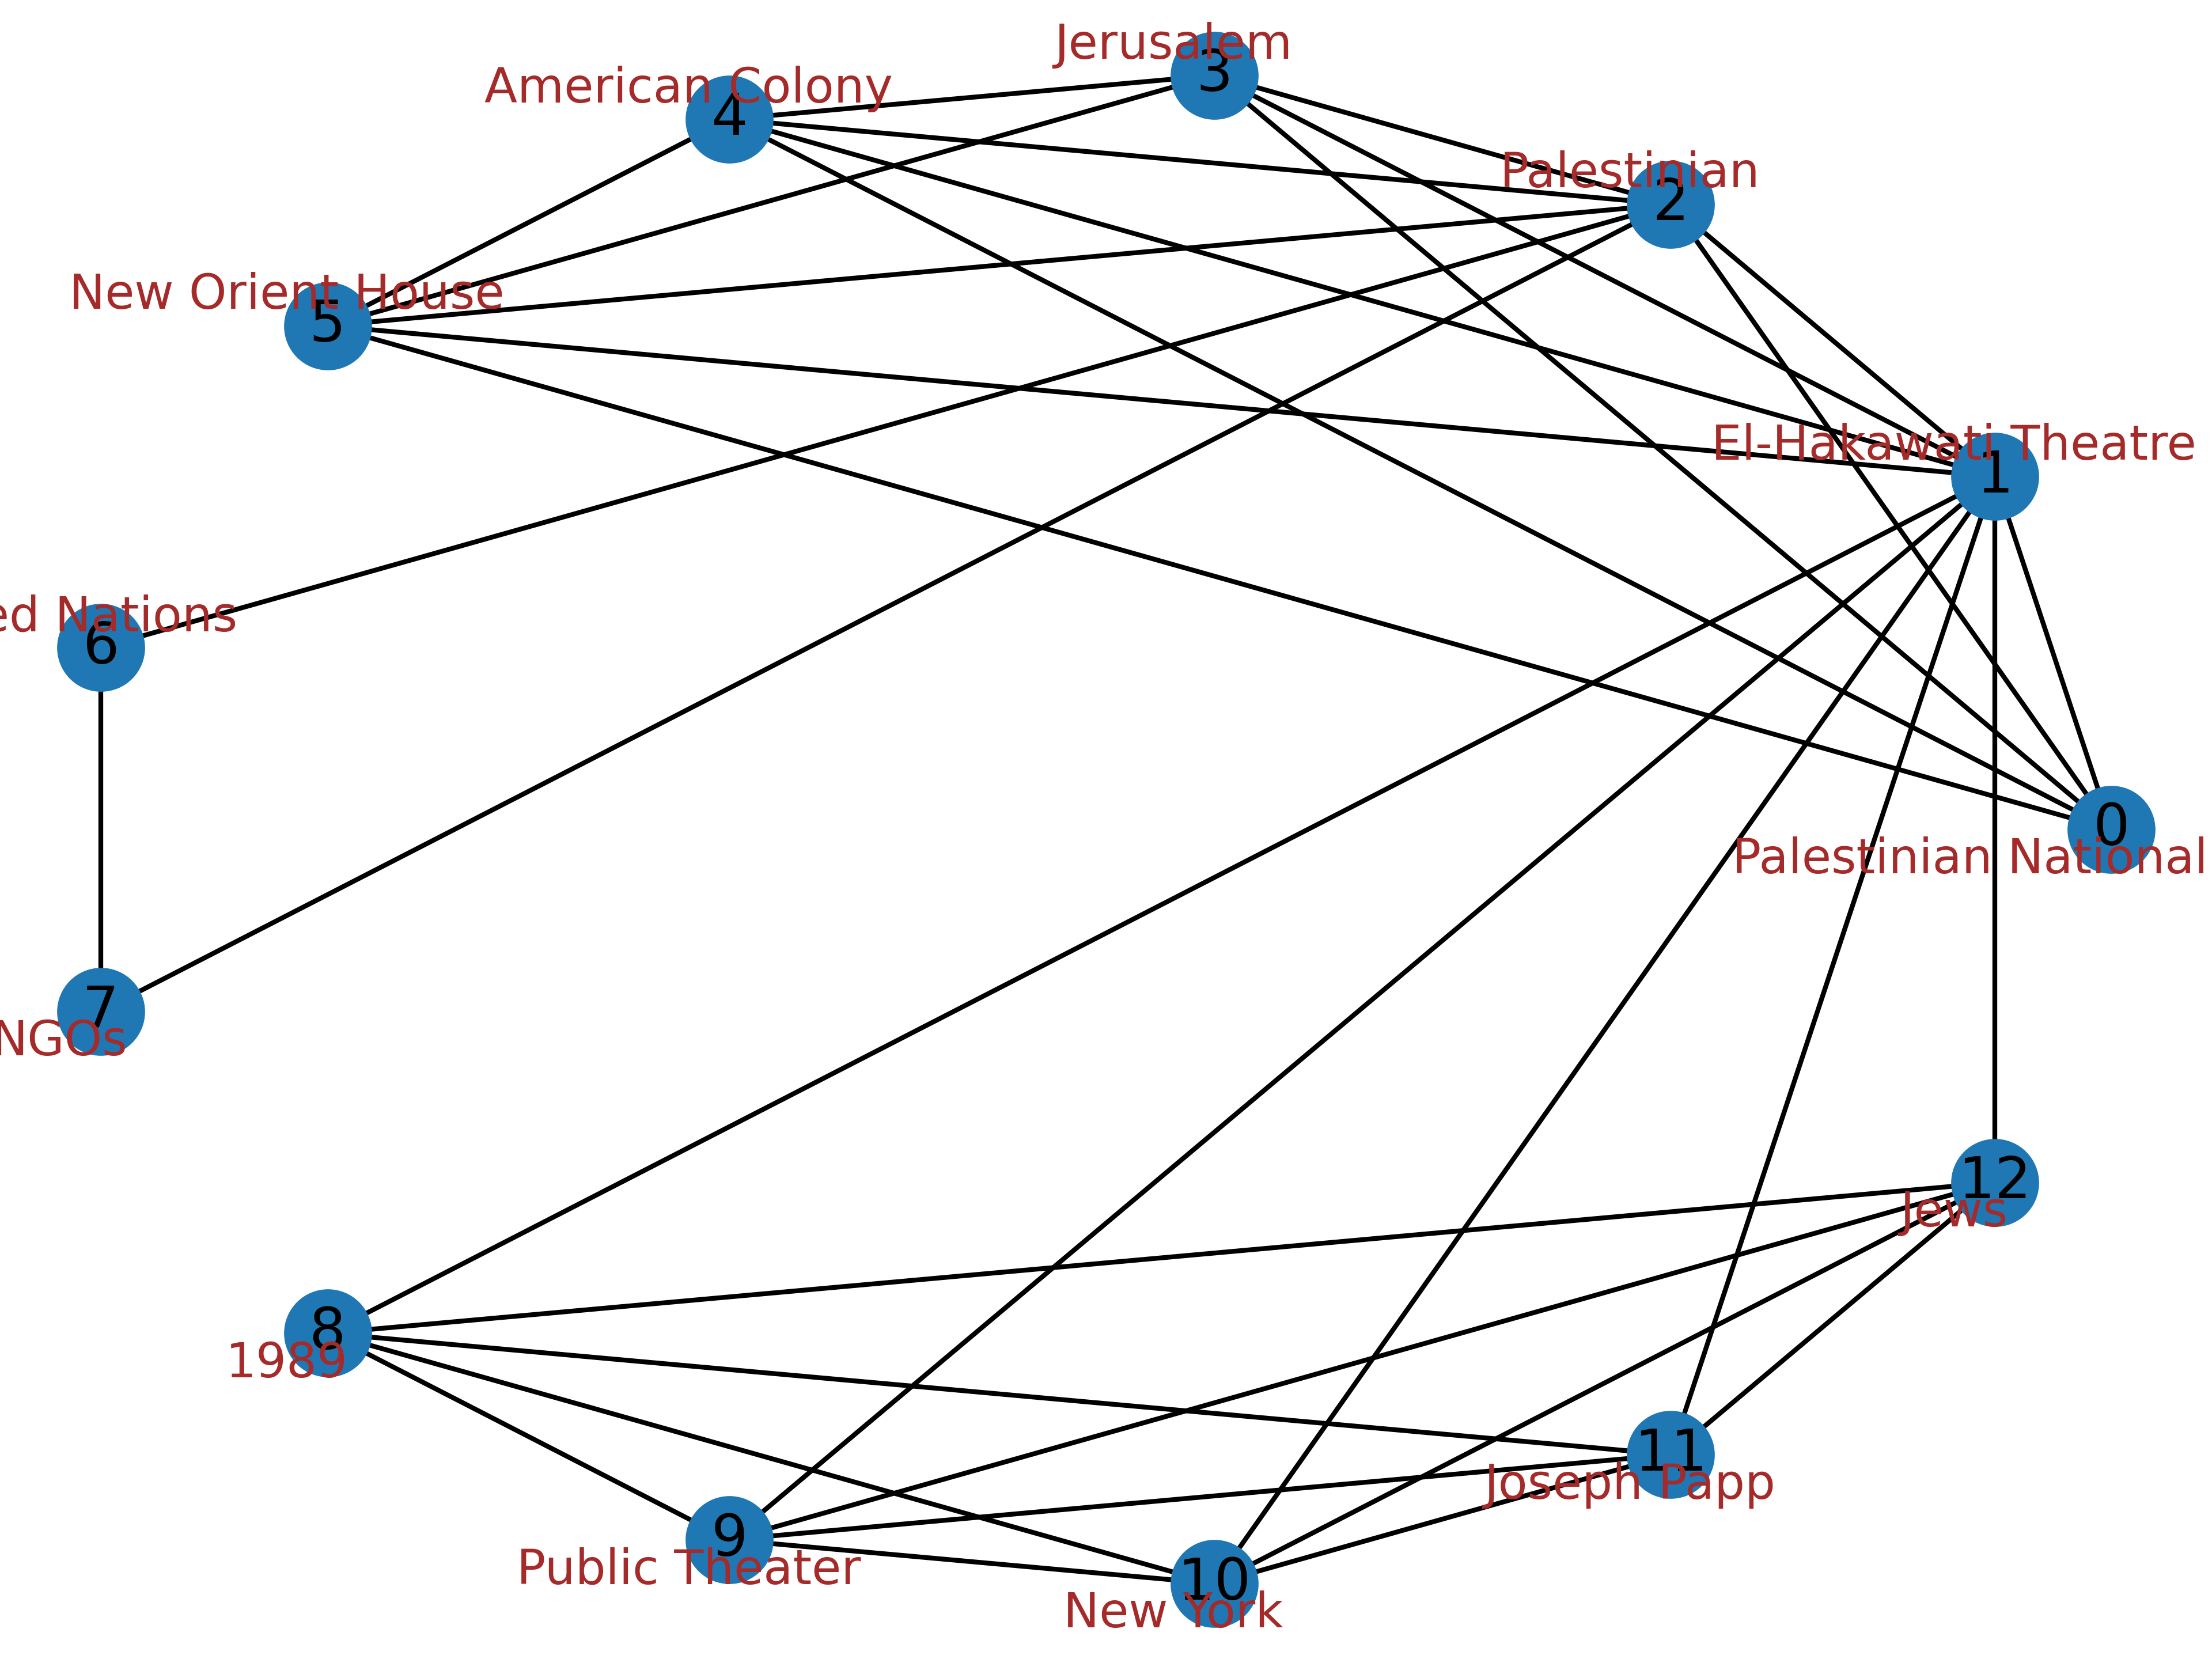 Jerusalem
3
American Colony
4
Palestinian
2
New Orient House
5
El-Hakawati Theatre
1
ed Nations
6
0
Palestinian National
7
NGOs
12
Jews
8
1989
11
Joseph Papp
9
Public Theater
10
New York